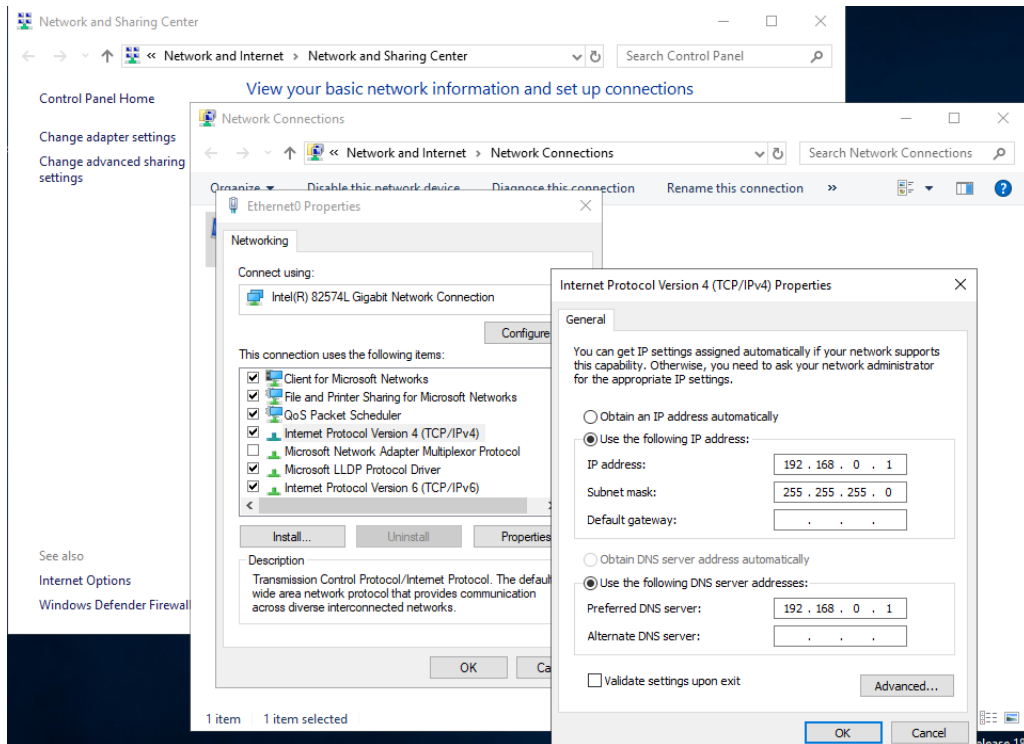 Network and Sharing Center
« Network and Internet › Network and Sharing Center
Search Control Panel
Control Panel Home
View your basic network information and set up connections
Change adapter settings
Change advanced sharing
settings
See also
Internet Options
Windows Defender Firewall
Network Connections
« Network and Internet › Network Connections
Search Network Connections
Organize Disable this network device Diagnose this connection Rename this connection »
Ethernet0 Properties
Networking
Connect using:
Intel(R) 82574L Gigabit Network Connection
Configure
This connection uses the following items:
Client for Microsoft Networks
File and Printer Sharing for Microsoft Networks
QoS Packet Scheduler
Internet Protocol Version 4 (TCP/IPv4)
Microsoft Network Adapter Multiplexor Protocol
Microsoft LLDP Protocol Driver
Internet Protocol Version 6 (TCP/IPv6)
Install... Uninstall Properties
Description
Transmission Control Protocol/Internet Protocol. The default
wide area network protocol that provides communication
across diverse interconnected networks.
OK Ca
1 item 1 item selected
Internet Protocol Version 4 (TCP/IPv4) Properties
General
You can get IP settings assigned automatically if your network supports
this capability. Otherwise, you need to ask your network administrator
for the appropriate IP settings.
Obtain an IP address automatically
Use the following IP address:
IP address: 192 . 168 . 0 . 1
Subnet mask: 255 . 255 . 255 . 0
Default gateway: . . .
Obtain DNS server address automatically
Use the following DNS server addresses:
Preferred DNS server: 192 . 168 . 0 . 1
Alternate DNS server: . . .
Validate settings upon exit
Advanced...
OK Cancel